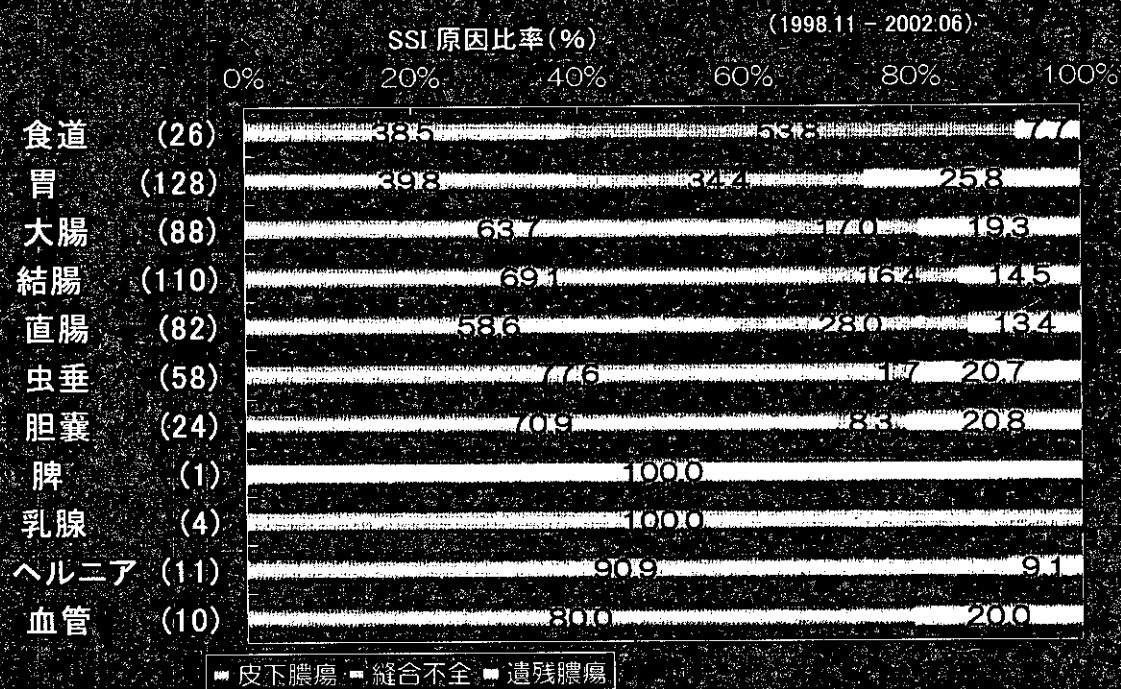 (1998.11 - 2002.06)
SSI 原因比率(%)
0% 20% 40% 60% 80% 100%
食道 (26) 38.5 53.8 7.7
胃 (128) 39.8 34.4 25.8
大腸 (88) 63.7 17.0 19.3
結腸 (110) 69.1 16.4 14.5
直腸 (82) 58.6 28.0 13.4
虫垂 (58) 77.6 1.7 20.7
胆嚢 (24) 70.9 8.3 20.8
脾 (1) 100.0
乳腺 (4) 100.0
ヘルニア (11) 90.9 9.1
血管 (10) 80.0 20.0
皮下膿瘍 縫合不全 遺残膿瘍